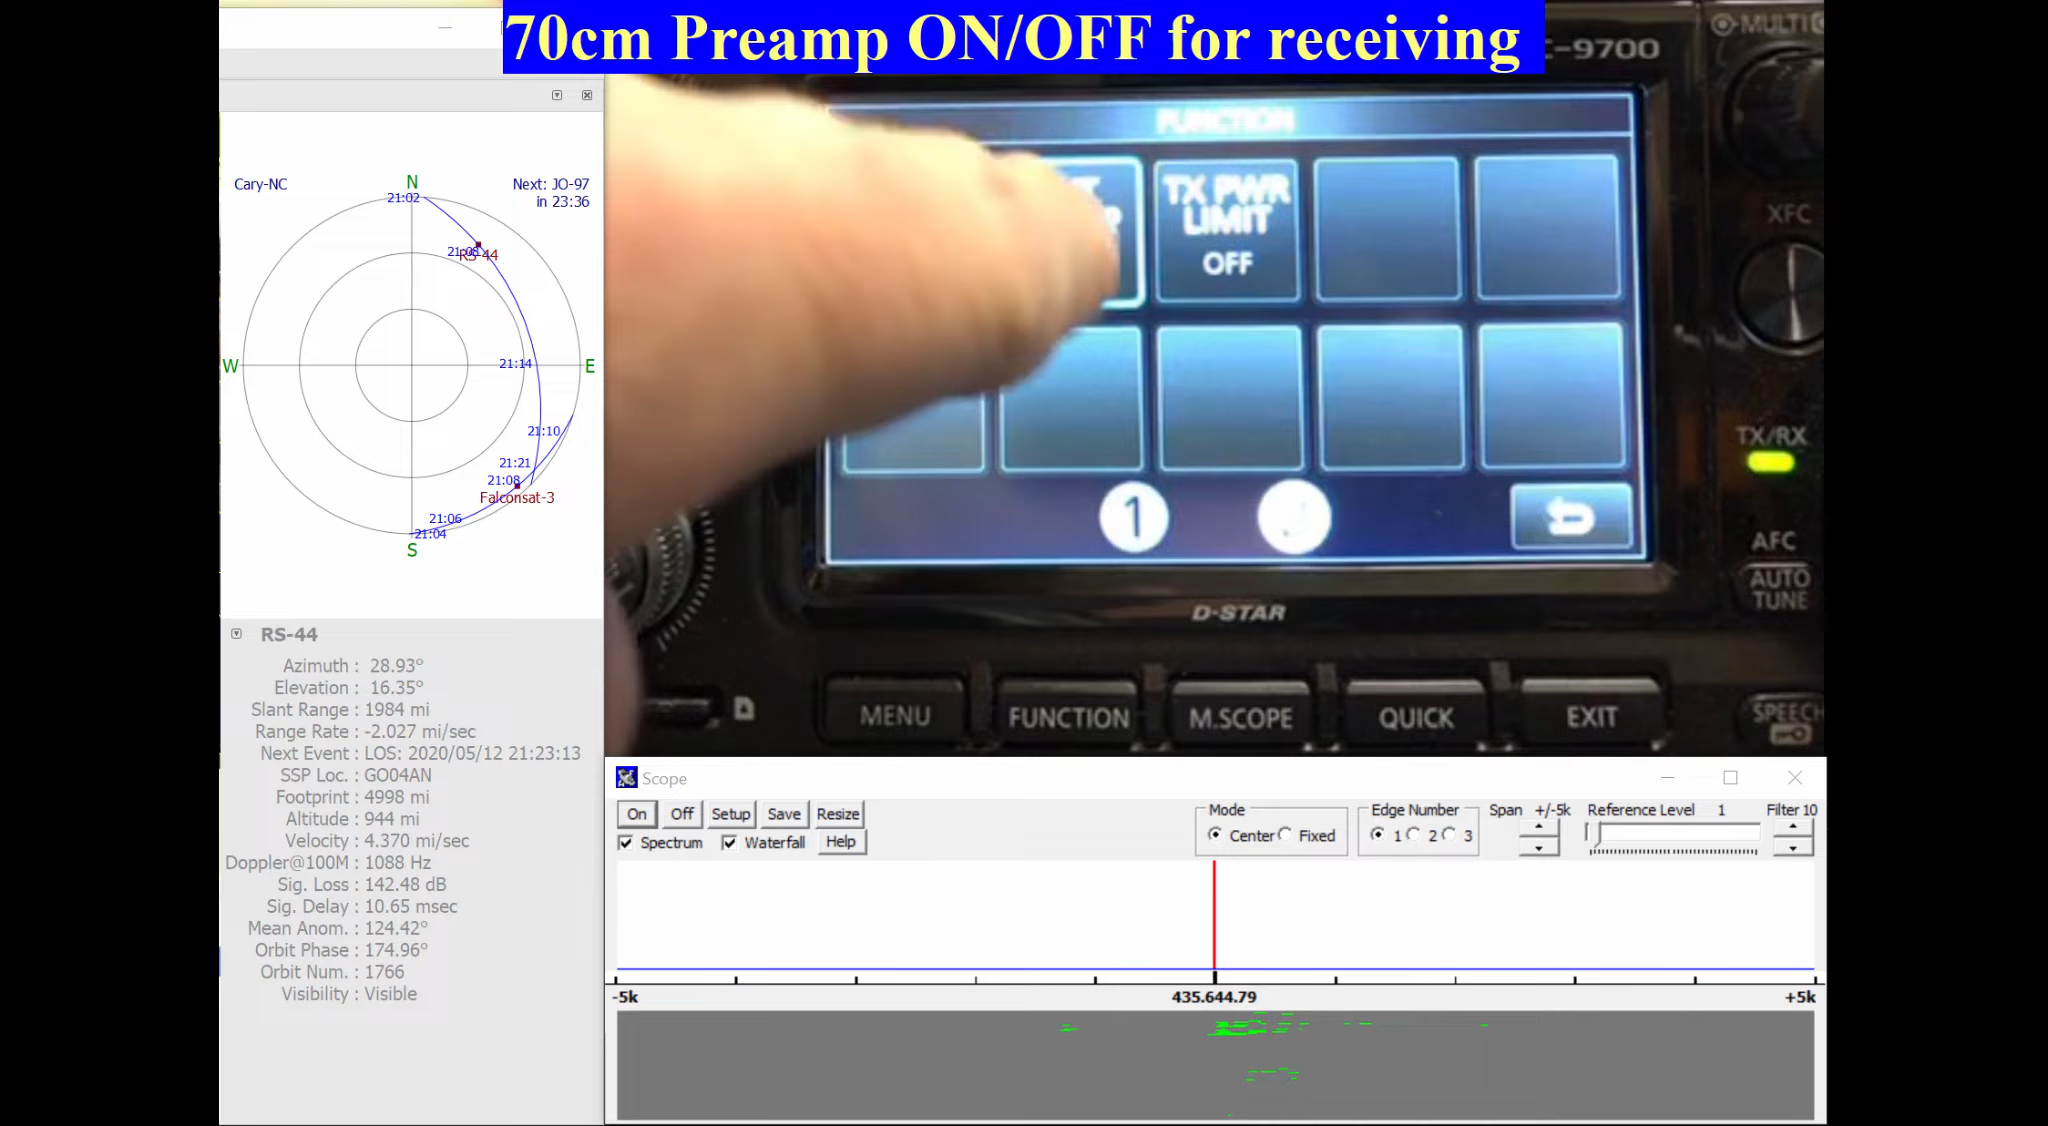 70cm Preamp ON/OFF for receiving
-9700
MULTI
FUNCTION
TX PWR
LIMIT
OFF
1
D-STAR
MENU
FUNCTION
M.SCOPE
QUICK
EXIT
XFC
TX/RX
AFC
AUTO
TUNE
SPEECH
Cary-NC
Next: JO-97
in 23:36
N
21:02
21:08
RS-44
W
21:14
E
21:10
21:21
21:08
Falconsat-3
21:06
21:04
S
RS-44
Azimuth : 28.93°
Elevation : 16.35°
Slant Range : 1984 mi
Range Rate : -2.027 mi/sec
Next Event : LOS: 2020/05/12 21:23:13
SSP Loc. : GO04AN
Footprint : 4998 mi
Altitude : 944 mi
Velocity : 4.370 mi/sec
Doppler@100M : 1088 Hz
Sig. Loss : 142.48 dB
Sig. Delay : 10.65 msec
Mean Anom. : 124.42°
Orbit Phase : 174.96°
Orbit Num. : 1766
Visibility : Visible
Scope
On Off Setup Save Resize
Spectrum Waterfall Help
Mode
Center Fixed
Edge Number
1 2 3
Span +/-5k
Reference Level 1
Filter 10
-5k 435.644.79 +5k